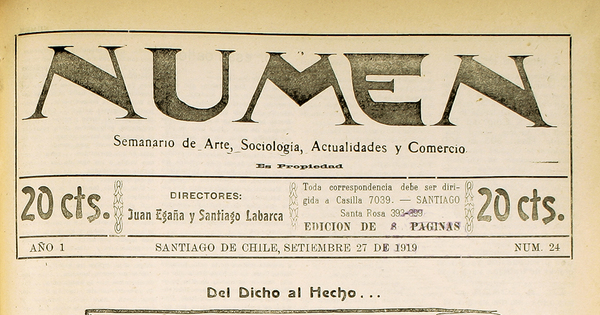 NUMEN
Semanario de Arte, Sociologia, Actualidades y Comercio
Es Propiedad
20 cts.
DIRECTORES:
Juan Egaña y Santiago Labarca
Toda correspondencia debe ser diri-
gida a Casilla 7039. — SANTIAGO
Santa Rosa
EDICION DE 8 PAGINAS
20 cts.
AÑO 1
SANTIAGO DE CHILE, SETIEMBRE 27 DE 1919
NUM. 24
Del Dicho al Hecho...